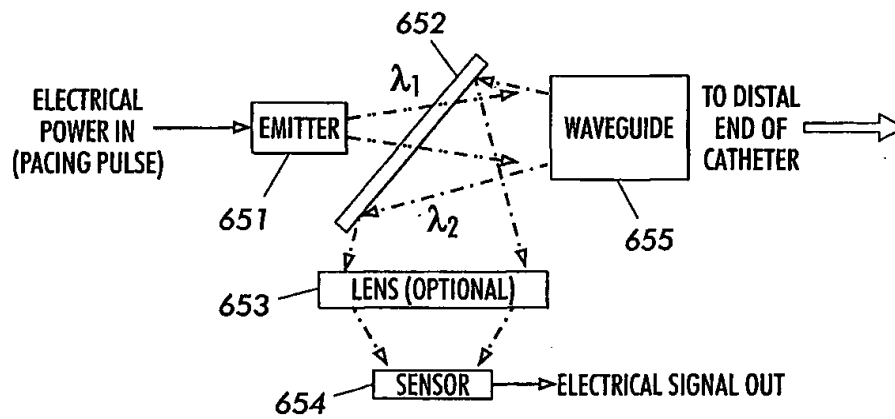 652
λ1
ELECTRICAL
POWER IN
(PACING PULSE)
EMITTER
651
WAVEGUIDE
655
TO DISTAL
END OF
CATHETER
λ2
LENS (OPTIONAL)
653
SENSOR
654
ELECTRICAL SIGNAL OUT